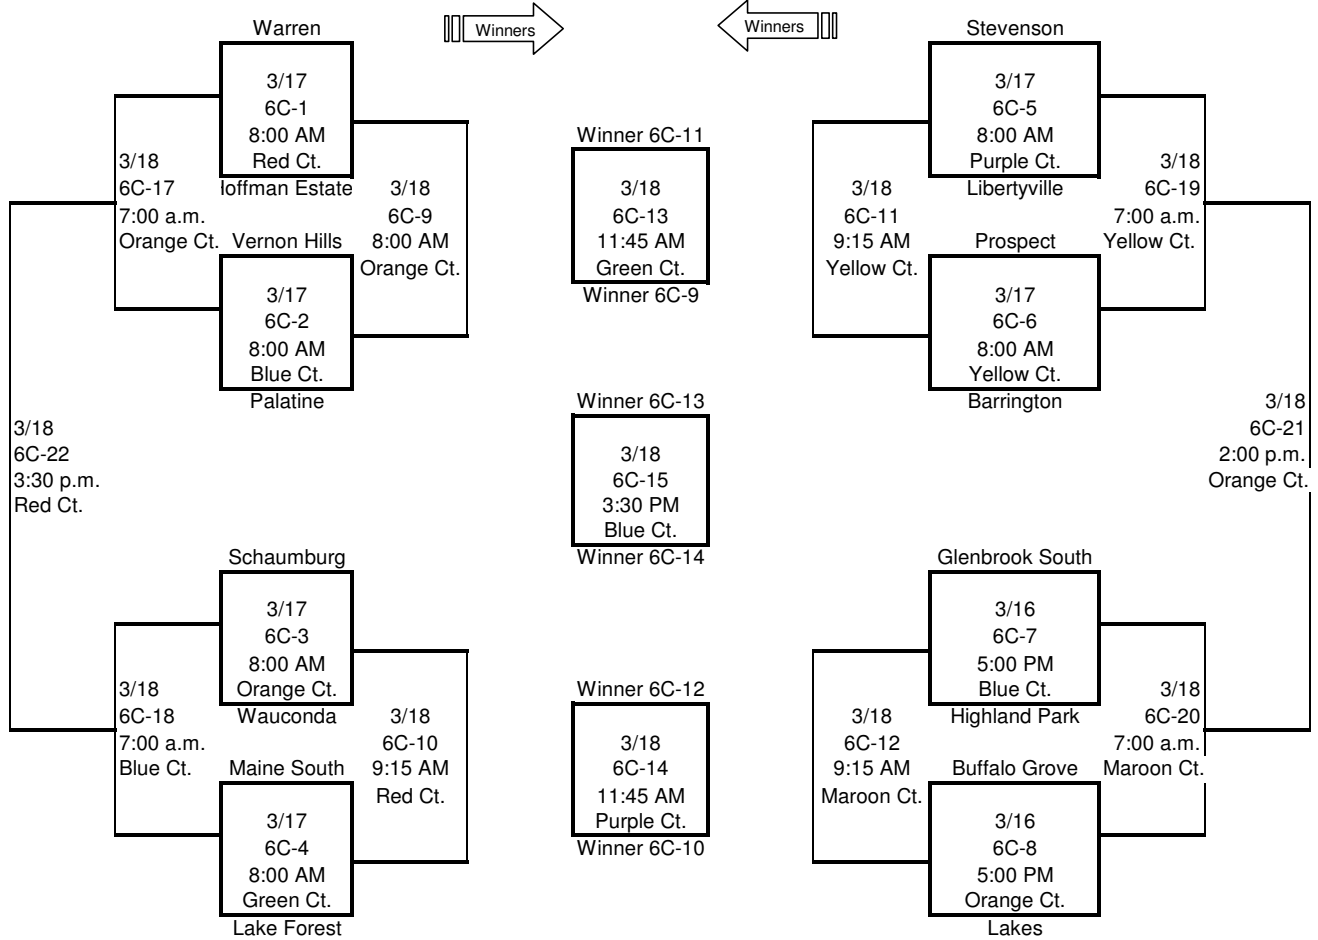 Winners
Winners
Warren
3/17
6C-1
8:00 AM
Red Ct.
Hoffman Estate
3/18
6C-17
7:00 a.m.
Orange Ct.
3/18
6C-9
8:00 AM
Orange Ct.
Vernon Hills
3/17
6C-2
8:00 AM
Blue Ct.
Palatine
3/18
6C-22
3:30 p.m.
Red Ct.
Schaumburg
3/17
6C-3
8:00 AM
Orange Ct.
Wauconda
3/18
6C-18
7:00 a.m.
Blue Ct.
3/18
6C-10
9:15 AM
Red Ct.
Maine South
3/17
6C-4
8:00 AM
Green Ct.
Lake Forest
Winner 6C-11
3/18
6C-13
11:45 AM
Green Ct.
Winner 6C-9
Winner 6C-13
3/18
6C-15
3:30 PM
Blue Ct.
Winner 6C-14
Winner 6C-12
3/18
6C-14
11:45 AM
Purple Ct.
Winner 6C-10
Stevenson
3/17
6C-5
8:00 AM
Purple Ct.
Libertyville
3/18
6C-11
9:15 AM
Yellow Ct.
3/18
6C-19
7:00 a.m.
Yellow Ct.
Prospect
3/17
6C-6
8:00 AM
Yellow Ct.
Barrington
3/18
6C-21
2:00 p.m.
Orange Ct.
Glenbrook South
3/16
6C-7
5:00 PM
Blue Ct.
Highland Park
3/18
6C-12
9:15 AM
Maroon Ct.
3/18
6C-20
7:00 a.m.
Maroon Ct.
Buffalo Grove
3/16
6C-8
5:00 PM
Orange Ct.
Lakes